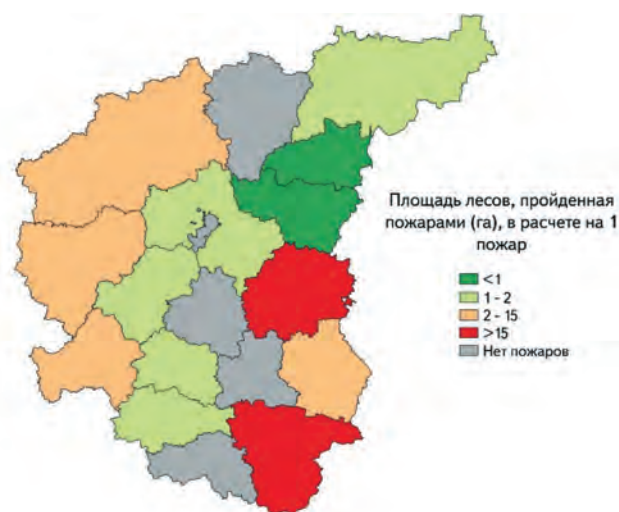 Площадь лесов, пройденная
пожарами (га), в расчете на 1
пожар
<1
1 - 2
2 - 15
>15
Нет пожаров